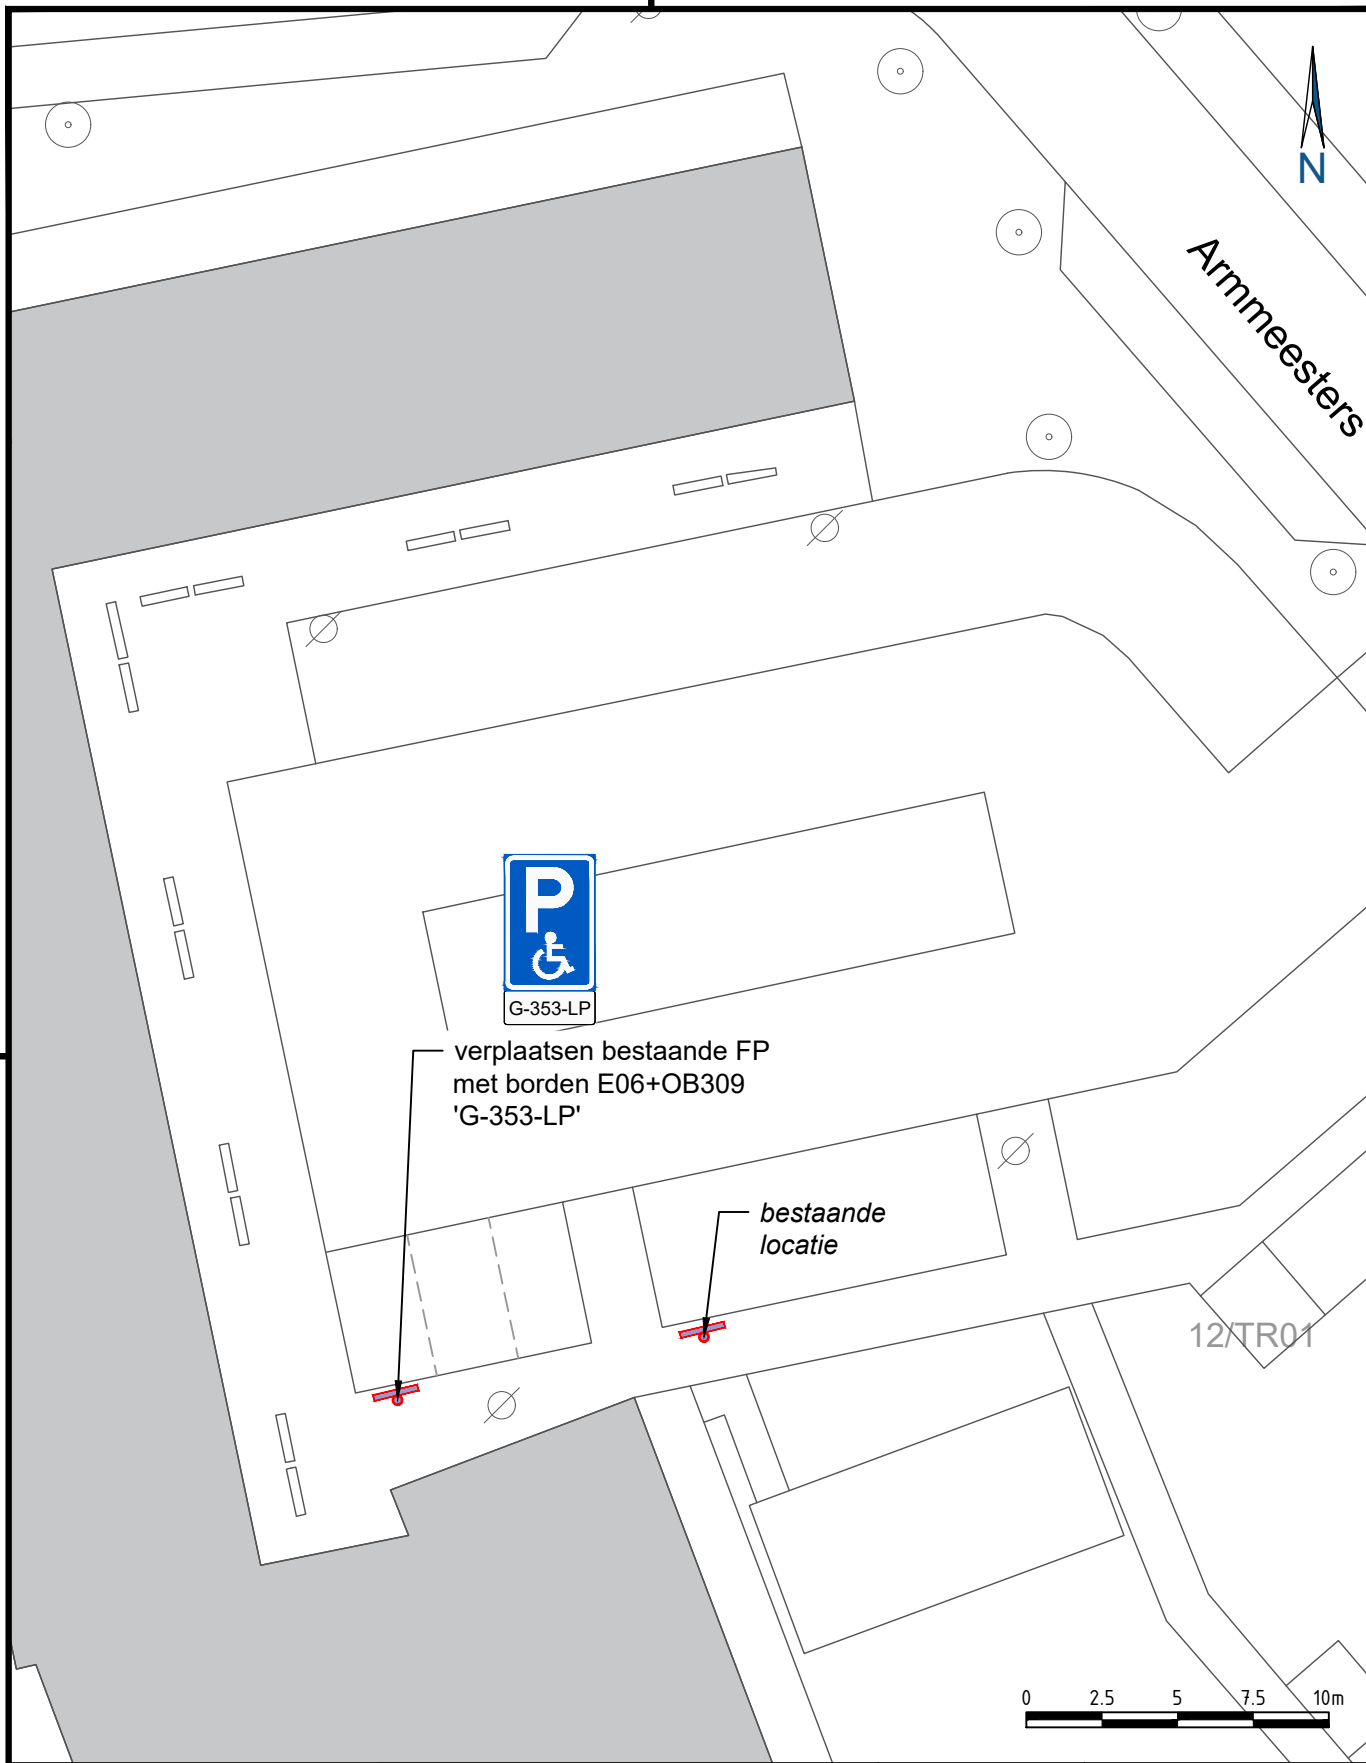 N
Armmeesters
P
G-353-LP
verplaatsen bestaande FP
met borden E06+OB309
'G-353-LP'
bestaande
locatie
12/TR01
0 2.5 5 7.5 10m